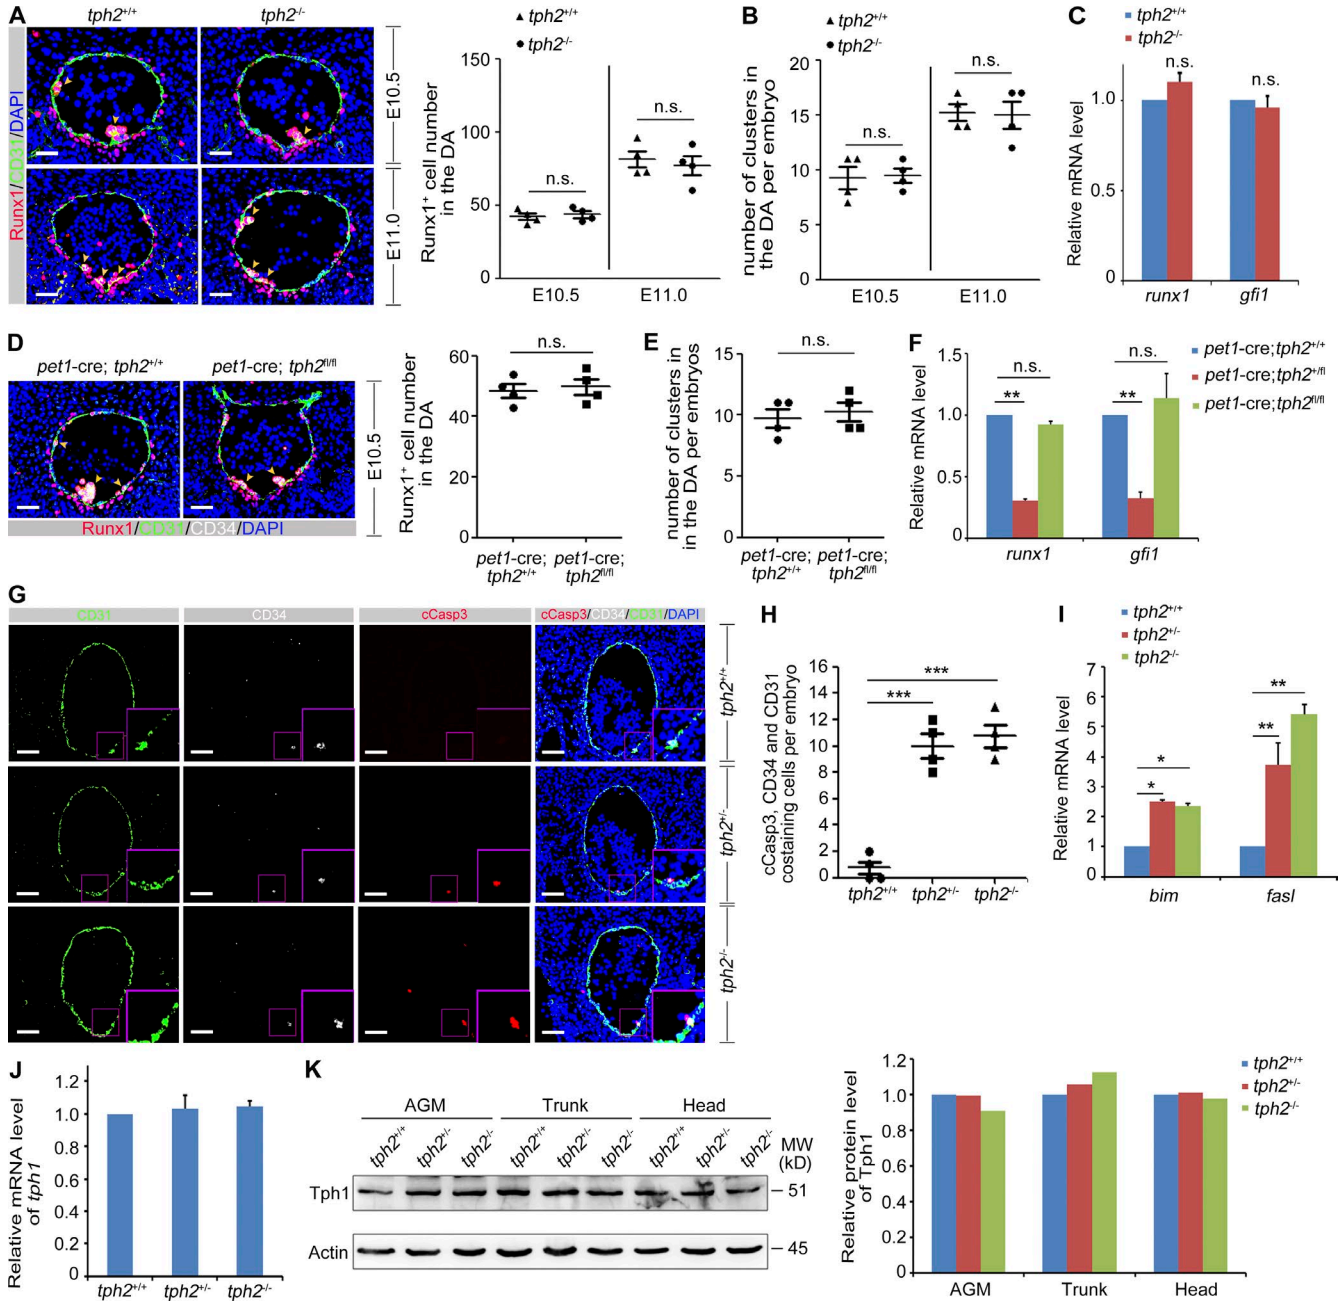 A
tph2+/+
tph2-/-
Runx1/CD31/DAPI
E10.5
E11.0
▲ tph2+/+
● tph2-/-
Runx1+ cell number
in the DA
150
100
50
0
n.s.
n.s.
E10.5
E11.0
B
▲ tph2+/+
● tph2-/-
number of clusters in
the DA per embryo
20
15
10
5
0
n.s.
n.s.
E10.5
E11.0
C
tph2+/+
tph2-/-
Relative mRNA level
1.0
0.5
0
n.s.
n.s.
runx1
gfi1
D
pet1-cre; tph2+/+
pet1-cre; tph2fl/fl
E10.5
Runx1/CD31/CD34/DAPI
Runx1+ cell number
in the DA
60
40
20
0
n.s.
pet1-cre;
tph2+/+
pet1-cre;
tph2fl/fl
E
number of clusters in
in the DA per embryos
15
10
5
0
n.s.
pet1-cre;
tph2+/+
pet1-cre;
tph2fl/fl
F
pet1-cre;tph2+/+
pet1-cre;tph2+/fl
pet1-cre;tph2fl/fl
Relative mRNA level
1.5
1.0
0.5
0
n.s.
**
n.s.
**
runx1
gfi1
G
CD31
CD34
cCasp3
cCasp3/CD34/CD31/DAPI
tph2+/+
tph2+/-
tph2-/-
H
cCasp3, CD34 and CD31
costaining cells per embryo
16
14
12
10
8
6
4
2
0
***
***
tph2+/+
tph2+/-
tph2-/-
I
tph2+/+
tph2+/-
tph2-/-
Relative mRNA level
7
6
5
4
3
2
1
0
*
*
**
**
bim
fasl
J
Relative mRNA level
of tph1
1.2
1.0
0.8
0.6
0.4
0.2
0
tph2+/+
tph2+/-
tph2-/-
K
AGM
Trunk
Head
tph2+/+
tph2+/-
tph2-/-
tph2+/+
tph2+/-
tph2-/-
tph2+/+
tph2+/-
tph2-/-
MW
(kD)
Tph1
51
Actin
45
Relative protein level
of Tph1
1.2
1.0
0.8
0.6
0.4
0.2
0
tph2+/+
tph2+/-
tph2-/-
AGM
Trunk
Head